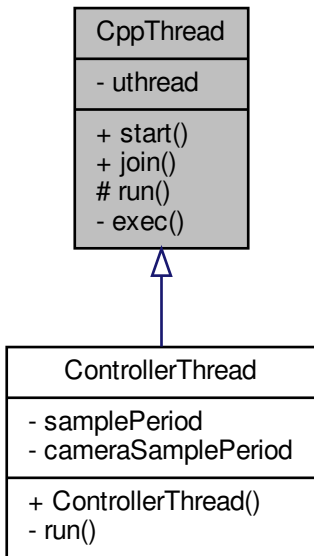 CppThread
- uthread
+ start()
+ join()
# run()
- exec()
ControllerThread
- samplePeriod
- cameraSamplePeriod
+ ControllerThread()
- run()